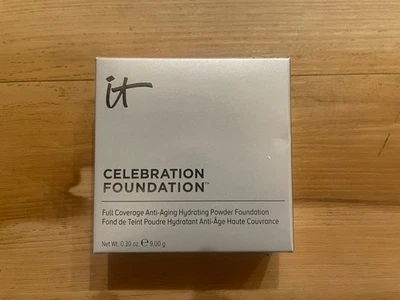 it
CELEBRATION
FOUNDATION™
Full Coverage Anti-Aging Hydrating Powder Foundation
Fond de Teint Poudre Hydratant Anti-Âge Haute Couvrance
Net Wt. 0.30 oz. ℮ 9.00 g.